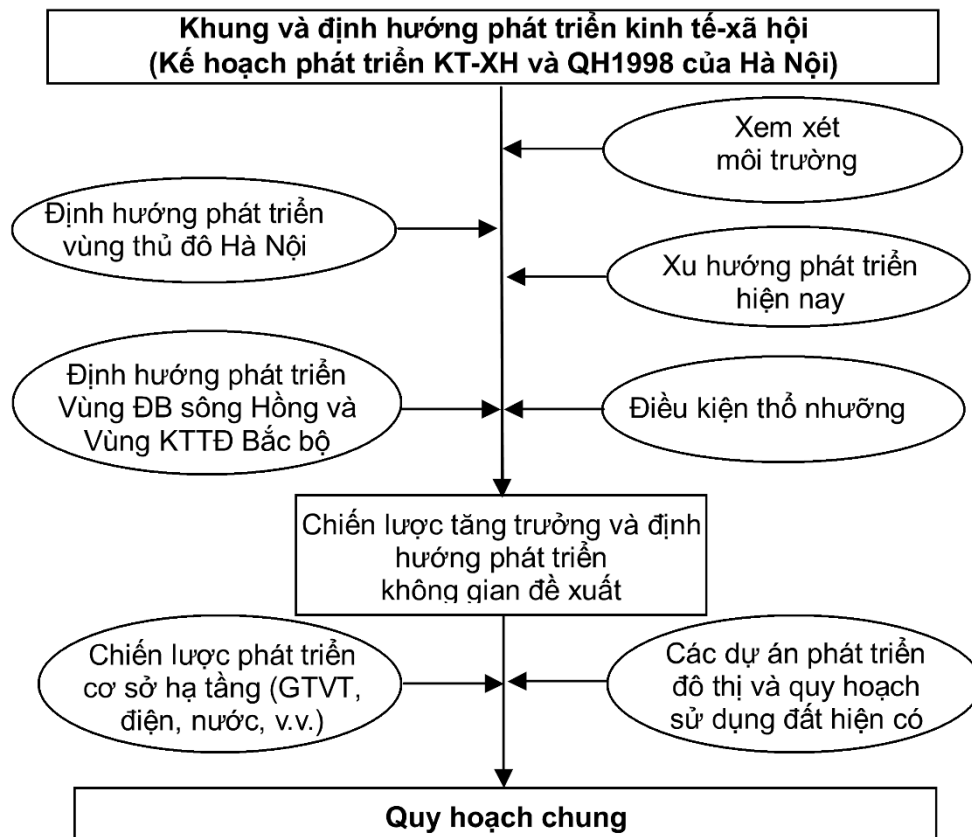 Khung và định hướng phát triển kinh tế-xã hội
(Kế hoạch phát triển KT-XH và QH1998 của Hà Nội)
Xem xét
môi trường
Định hướng phát triển
vùng thủ đô Hà Nội
Xu hướng phát triển
hiện nay
Định hướng phát triển
Vùng ĐB sông Hồng và
Vùng KTTĐ Bắc bộ
Điều kiện thổ nhưỡng
Chiến lược tăng trưởng và định
hướng phát triển
không gian đề xuất
Chiến lược phát triển
cơ sở hạ tầng (GTVT,
điện, nước, v.v.)
Các dự án phát triển
đô thị và quy hoạch
sử dụng đất hiện có
Quy hoạch chung